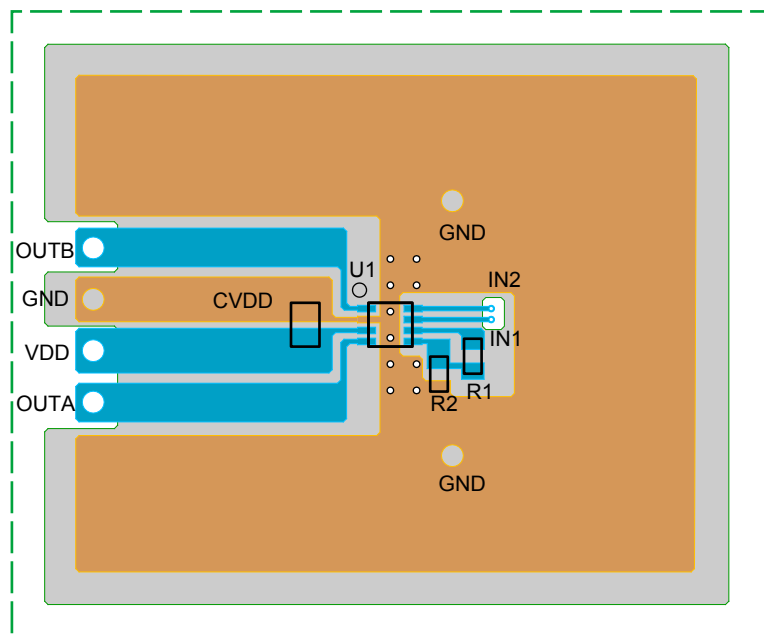 GND
OUTB
U1
GND
CVDD
IN2
IN1
VDD
R1
OUTA
R2
GND